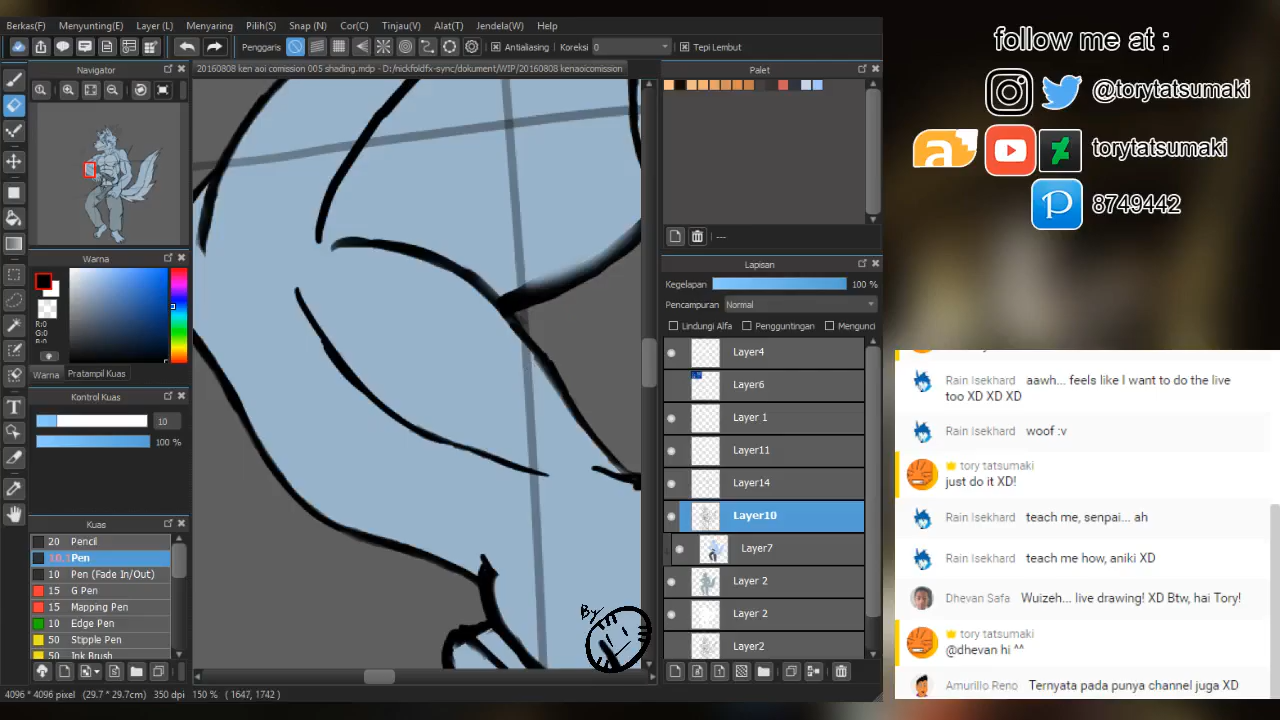 Berkas(F) Menyunting(E) Layer (L) Menyaring Pilih(S) Snap (N) Cor(C) Tinjau(V) Alat(T) Jendela(W) Help
Penggaris Antialiasing Koreksi 0 Tepi Lembut
Navigator
20160808 ken aoi comission 005 shading.mdp - D:/nickfoldfx-sync/dokument/WIP/20160808 kenaoicomission
Palet
---
Warna
R:0
G:0
B:0
Warna Pratampil Kuas
Kontrol Kuas
10
100 %
Kuas
20 Pencil
10.1 Pen
10 Pen (Fade In/Out)
15 G Pen
15 Mapping Pen
10 Edge Pen
50 Stipple Pen
50 Ink Brush
Lapisan
Kegelapan 100 %
Pencampuran Normal
Lindungi Alfa Pengguntingan Mengunci
Layer4
Layer6
Layer 1
Layer11
Layer14
Layer10
Layer7
Layer 2
Layer 2
Layer2
By
4096 * 4096 pixel (29.7 * 29.7cm) 350 dpi 150 % ( 1647, 1742 )
follow me at :
@torytatsumaki
torytatsumaki
8749442
Rain Isekhard aawh... feels like I want to do the live
too XD XD XD
Rain Isekhard woof :v
tory tatsumaki
just do it XD!
Rain Isekhard teach me, senpai... ah
Rain Isekhard teach me how, aniki XD
Dhevan Safa Wuizeh... live drawing! XD Btw, hai Tory!
tory tatsumaki
@dhevan hi ^^
Amurillo Reno Ternyata pada punya channel juga XD